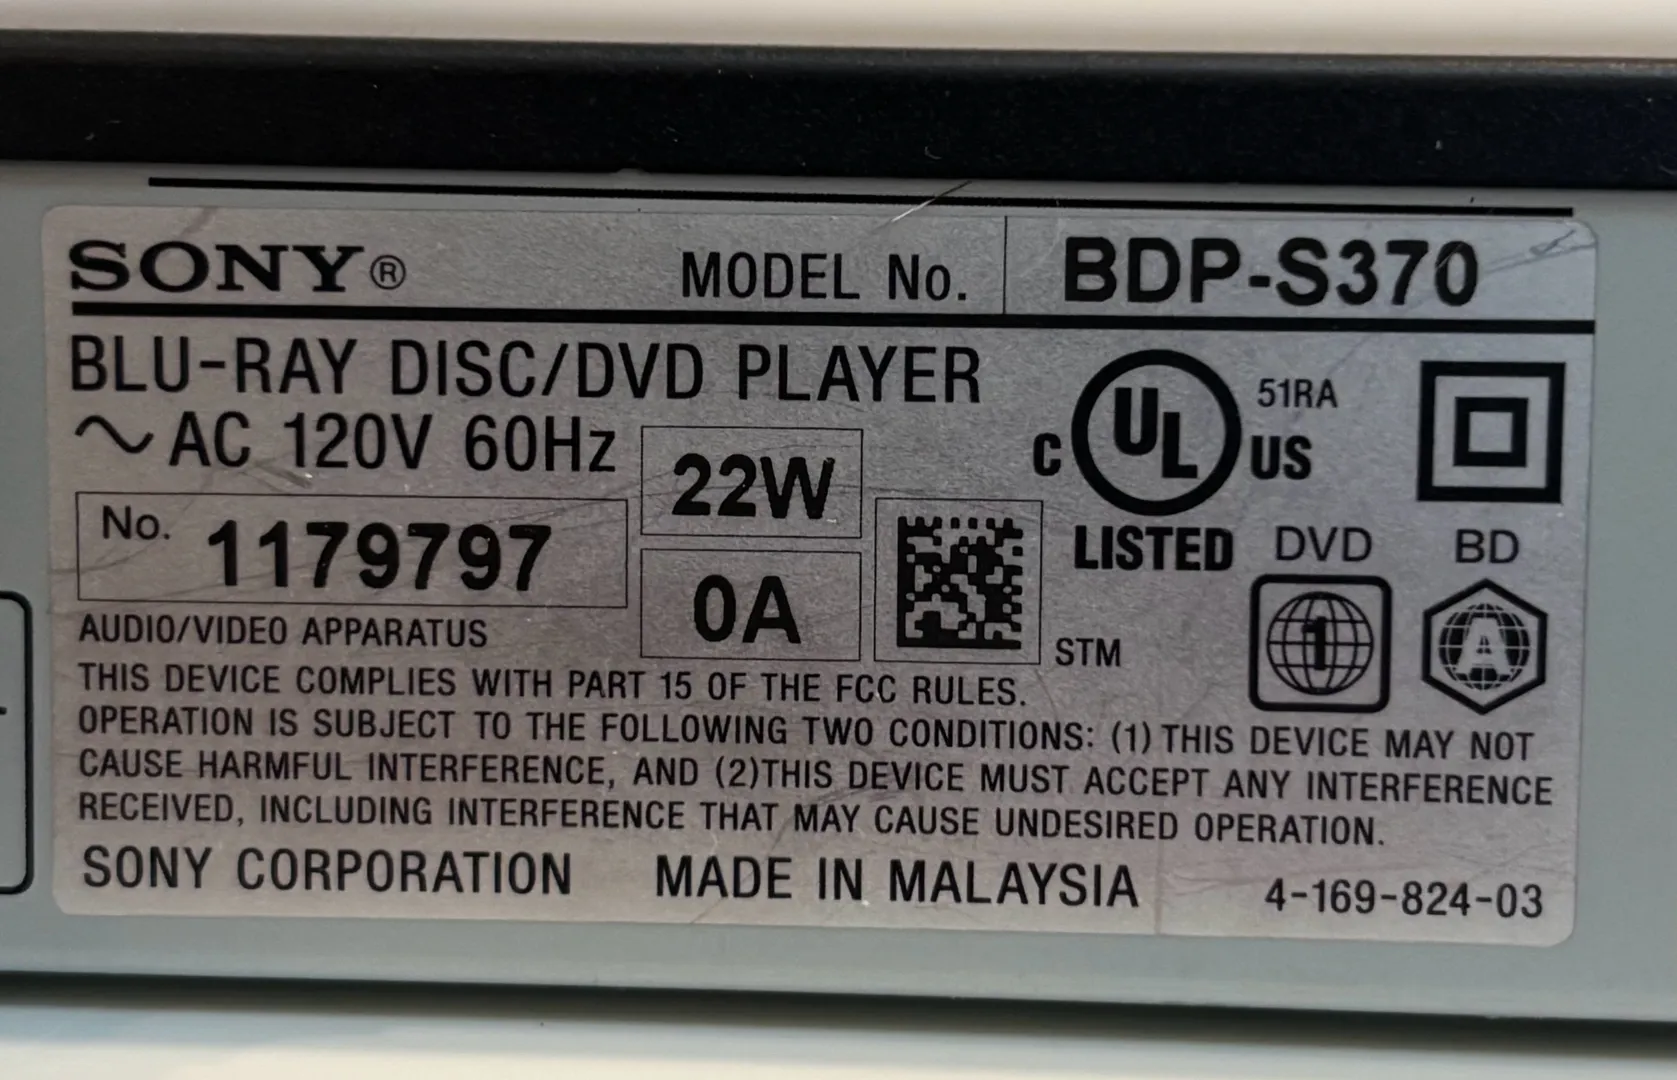 SONY® MODEL No. BDP-S370
BLU-RAY DISC/DVD PLAYER
~ AC 120V 60Hz
22W
No. 1179797
0A
C UL US 51RA
LISTED
DVD BD
1 A
STM
AUDIO/VIDEO APPARATUS
THIS DEVICE COMPLIES WITH PART 15 OF THE FCC RULES.
OPERATION IS SUBJECT TO THE FOLLOWING TWO CONDITIONS: (1) THIS DEVICE MAY NOT
CAUSE HARMFUL INTERFERENCE, AND (2)THIS DEVICE MUST ACCEPT ANY INTERFERENCE
RECEIVED, INCLUDING INTERFERENCE THAT MAY CAUSE UNDESIRED OPERATION.
SONY CORPORATION MADE IN MALAYSIA 4-169-824-03